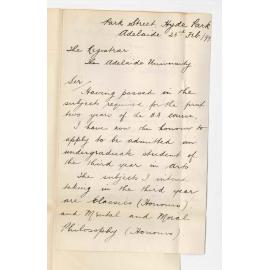 Park Street, Hyde Park
Adelaide 25th Feb/99
The Registrar
The Adelaide University
Sir
Having passed in the
subjects required for the first
two years of the BA course,
I have now the honour to
apply to be admitted an
undergraduate student of
the third year in arts
The subjects I intend
taking in the third year
are Classics (Honours)
and Mental and Moral
Philosophy (Honours)